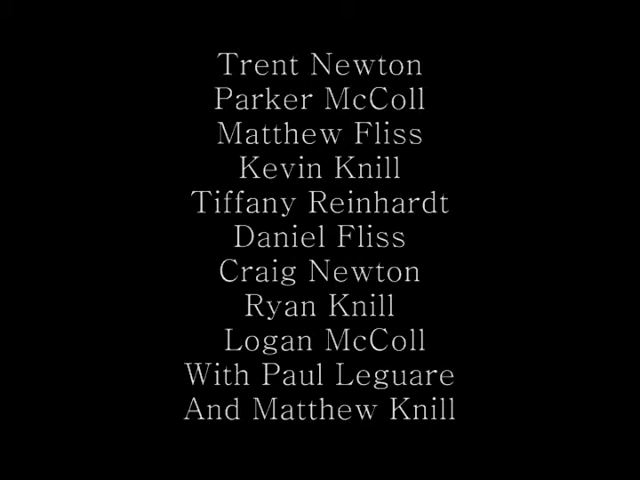 Trent Newton
Parker McColl
Matthew Fliss
Kevin Knill
Tiffany Reinhardt
Daniel Fliss
Craig Newton
Ryan Knill
Logan McColl
With Paul Leguare
And Matthew Knill